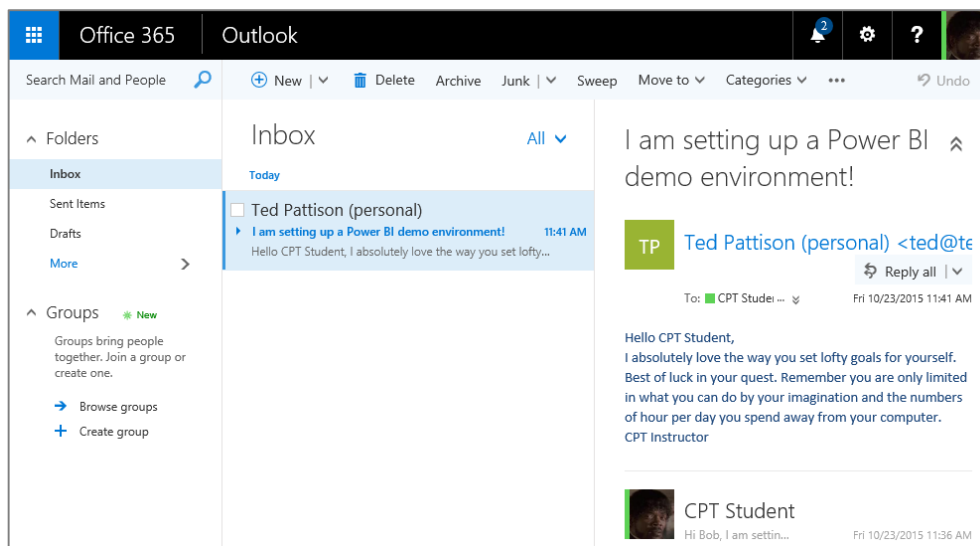 Office 365
Outlook
2
?
Search Mail and People
New
Delete
Archive
Junk
Sweep
Move to
Categories
...
Undo
Folders
Inbox
Sent Items
Drafts
More
Groups
New
Groups bring people
together. Join a group or
create one.
Browse groups
Create group
Inbox
All
Today
Ted Pattison (personal)
I am setting up a Power BI demo environment! 11:41 AM
Hello CPT Student, I absolutely love the way you set lofty...
I am setting up a Power BI
demo environment!
TP
Ted Pattison (personal) <ted@te
Reply all
To: CPT Stude ...
Fri 10/23/2015 11:41 AM
Hello CPT Student,
I absolutely love the way you set lofty goals for yourself.
Best of luck in your quest. Remember you are only limited
in what you can do by your imagination and the numbers
of hour per day you spend away from your computer.
CPT Instructor
CPT Student
Hi Bob, I am settin...
Fri 10/23/2015 11:36 AM